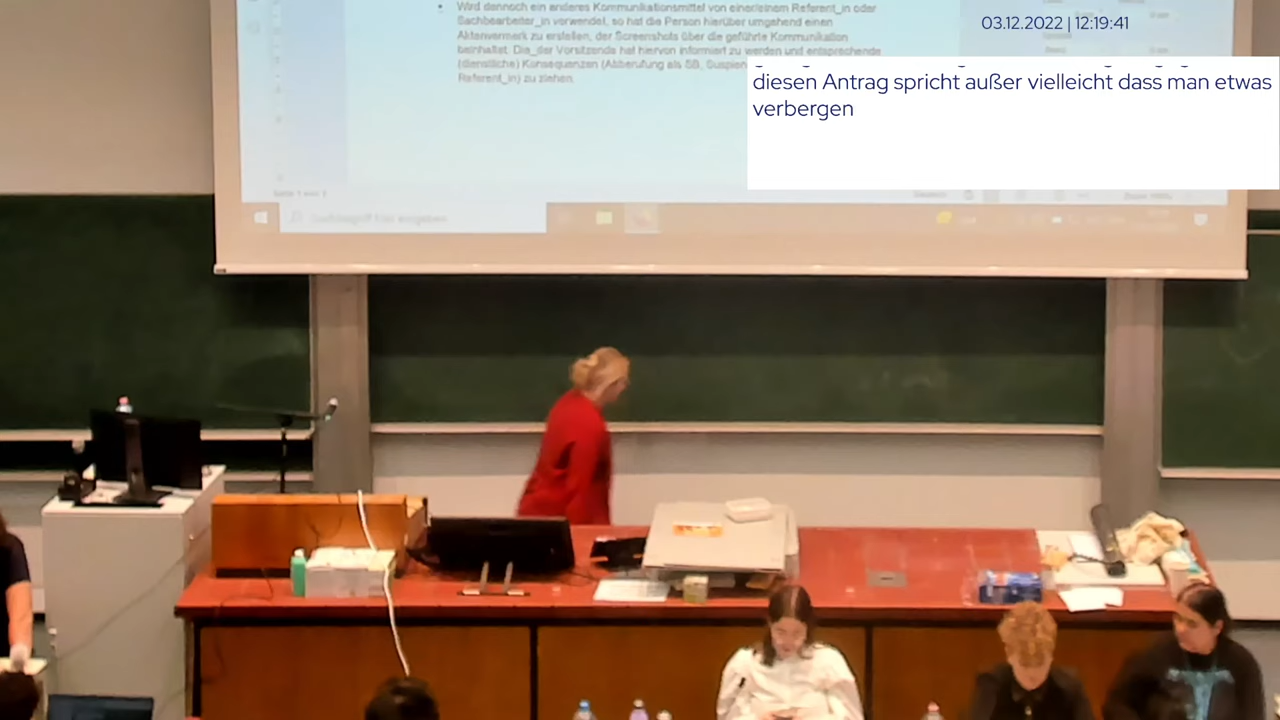 Wird dennoch ein anderes Kommunikationsmittel von einer/einem Referent_in oder
Sachbearbeiter_in verwendet, so hat die Person hierüber umgehend einen
Aktenvermerk zu erstellen, der Screenshots über die geführte Kommunikation
beinhaltet. Die_der Vorsitzende hat hiervon informiert zu werden und entsprechende
(dienstliche) Konsequenzen (Abberufung als SB, Suspen
Referent_in) zu ziehen.
03.12.2022 | 12:19:41
diesen Antrag spricht außer vielleicht dass man etwas
verbergen